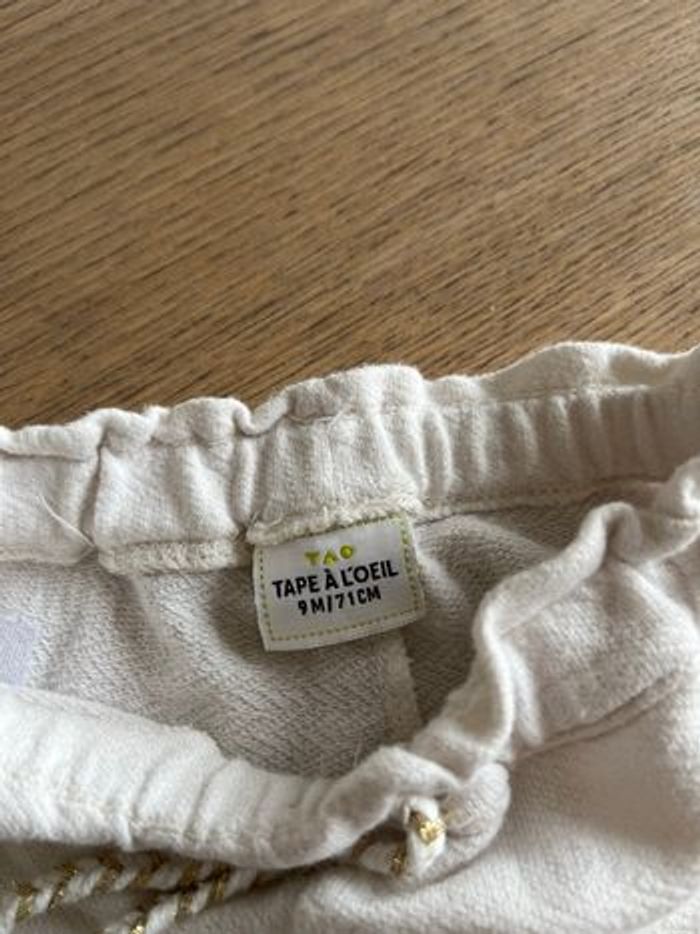 TAO
TAPE À L'OEIL
9M/71CM